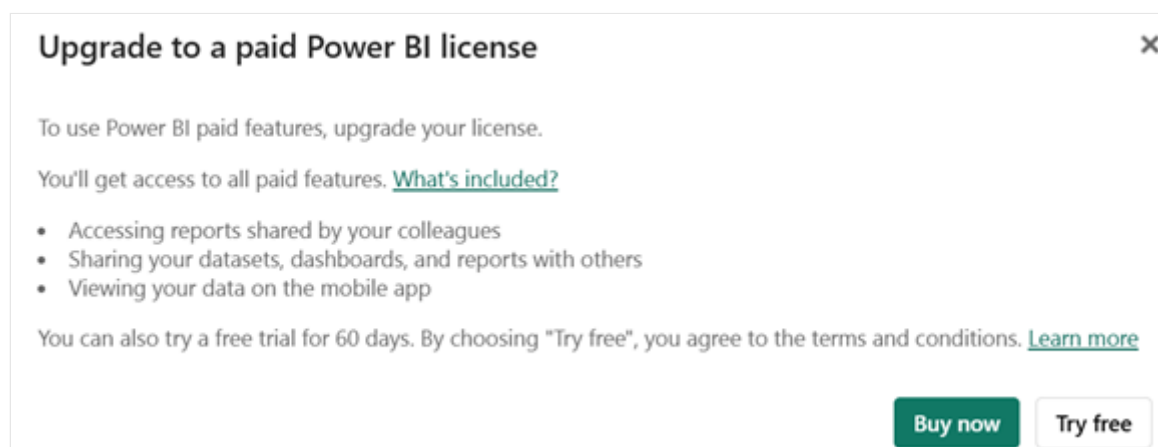 Upgrade to a paid Power BI license
To use Power BI paid features, upgrade your license.
You'll get access to all paid features. What's included?
• Accessing reports shared by your colleagues
• Sharing your datasets, dashboards, and reports with others
• Viewing your data on the mobile app
You can also try a free trial for 60 days. By choosing "Try free", you agree to the terms and conditions. Learn more
Buy now Try free